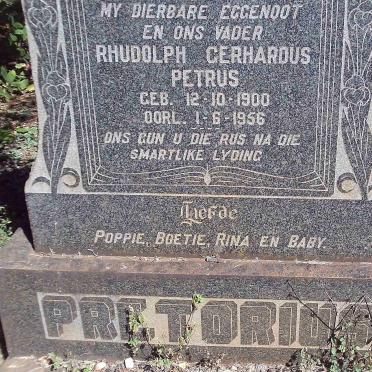 MY DIERBARE EGGENOOT
EN ONS VADER
RHUDOLPH GERHARDUS
PETRUS
GEB. 12-10-1900
OORL. 1-6-1956
ONS GUN U DIE RUS NA DIE
SMARTLIKE LYDING
Liefde
POPPIE, BOETIE, RINA EN BABY.
PRETORIUS